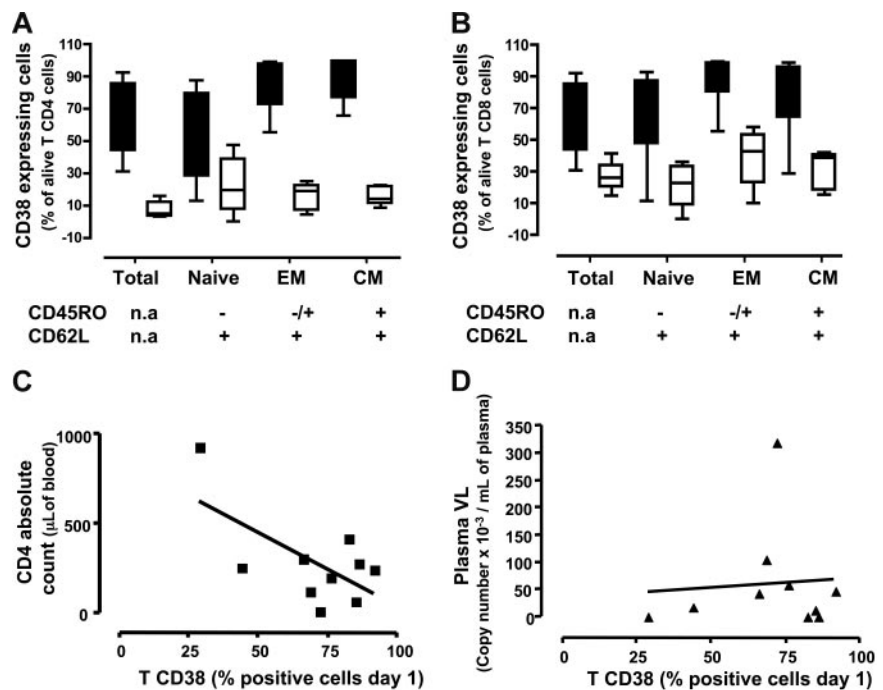 A
CD38 expressing cells
(% of alive T CD4 cells)
110
90
70
50
30
10
-10
Total Naive EM CM
CD45RO n.a - -/+ +
CD62L n.a + + +
B
CD38 expressing cells
(% of alive T CD8 cells)
110
90
70
50
30
10
-10
Total Naive EM CM
CD45RO n.a - -/+ +
CD62L n.a + + +
C
CD4 absolute
count (µLof blood)
1000
500
0
0 25 50 75 100
T CD38 (% positive cells day 1)
D
Plasma VL
(Copy number x 10⁻³ / mL of plasma)
350
300
250
200
150
100
50
0
0 25 50 75 100
T CD38 (% positive cells day 1)